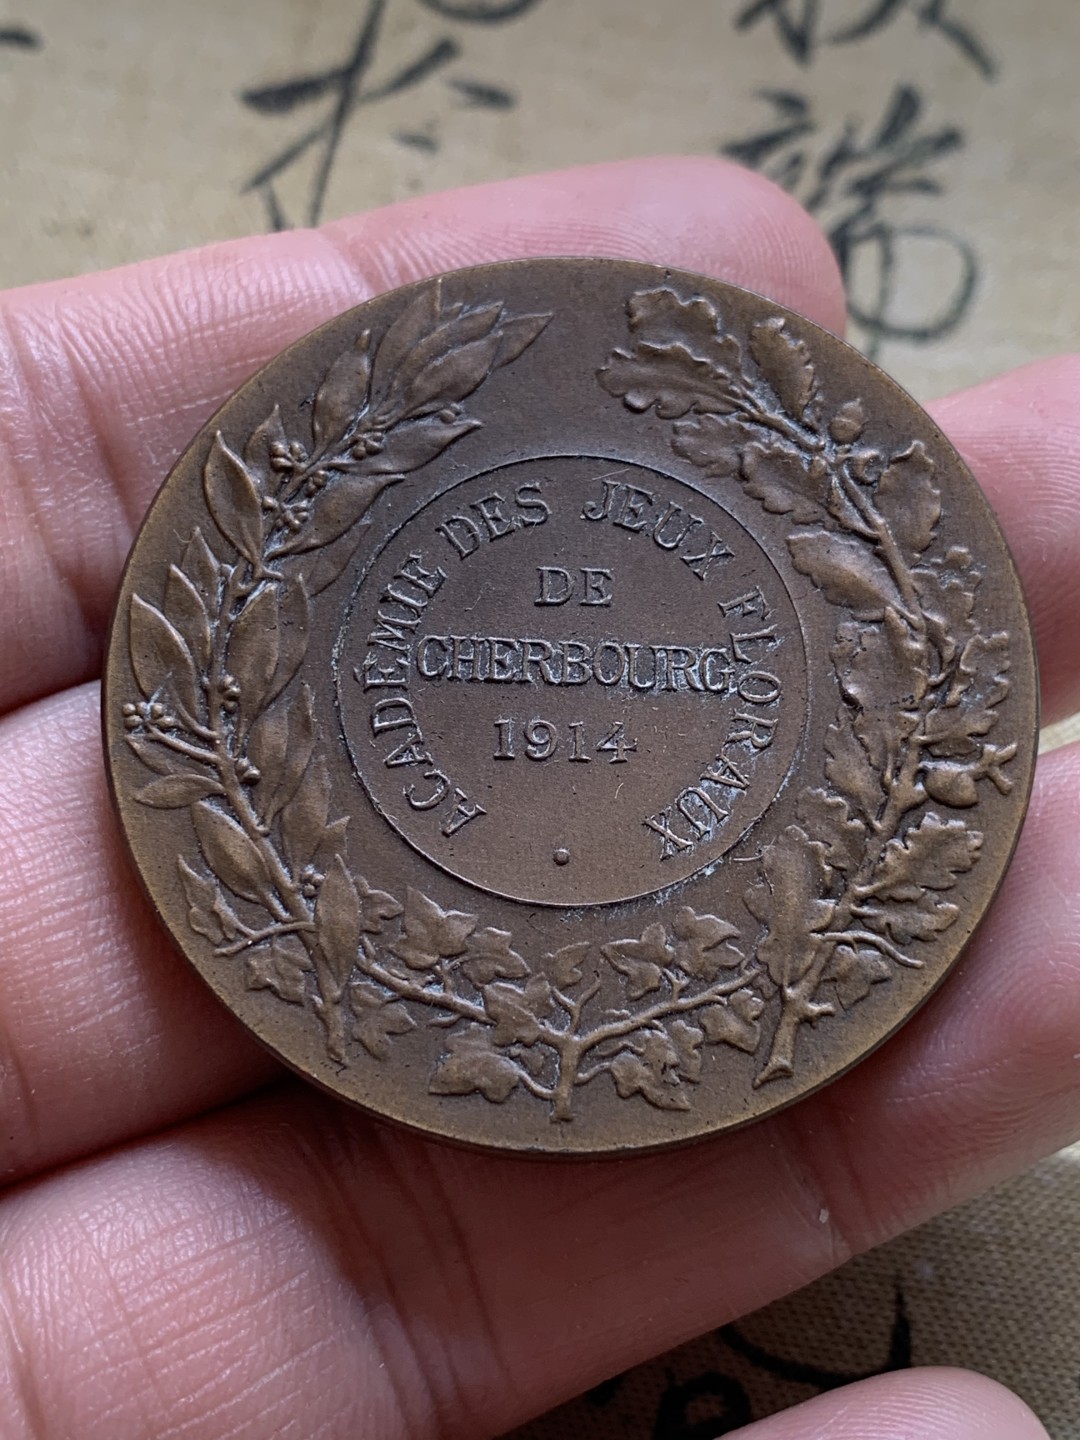 ACADÉMIE DES JEUX FLORAUX
DE
CHERBOURG
1914